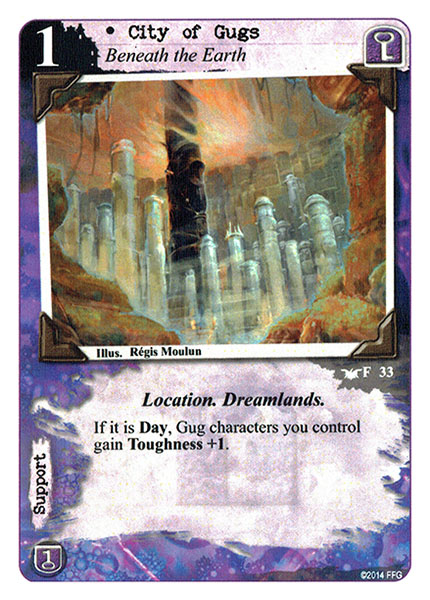 1
• City of Gugs
Beneath the Earth
Illus. Régis Moulun
F 33
Location. Dreamlands.
If it is Day, Gug characters you control
gain Toughness +1.
Support
1
©2014 FFG